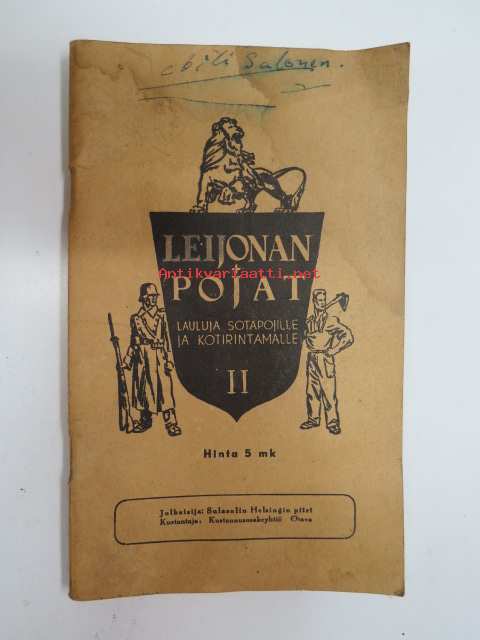 Salonen.
LEIJONAN
Antikvariaatti.net
POJAT
LAULUJA SOTAPOJILLE
JA KOTIRINTAMALLE
II
Hinta 5 mk
Julkaisija: Sulasolin Helsingin piiri
Kustantaja: Kustannusosakeyhtiö Otava